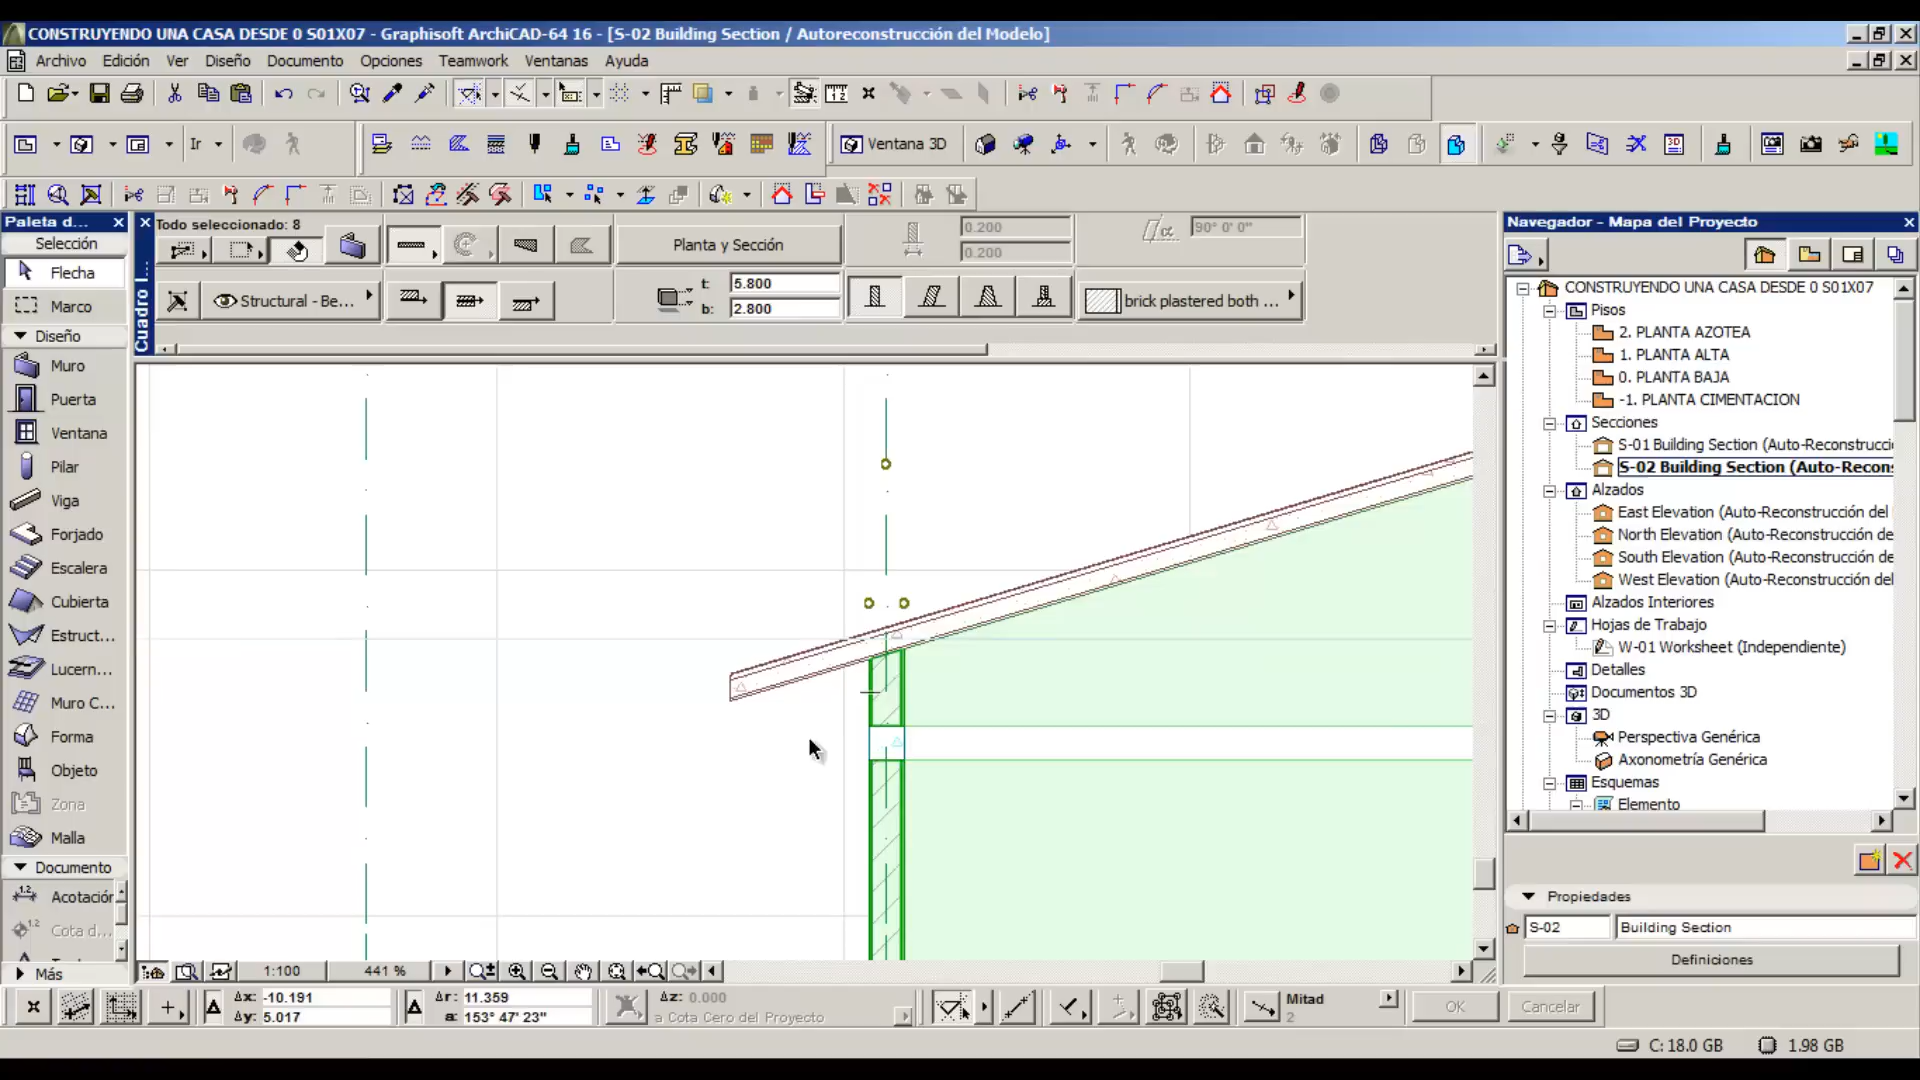 CONSTRUYENDO UNA CASA DESDE 0 S01X07 - Graphisoft ArchiCAD-64 16 - [S-02 Building Section / Autoreconstrucción del Modelo]
Archivo Edición Ver Diseño Documento Opciones Teamwork Ventanas Ayuda
Ir Ventana 3D
Paleta d...
Selección
Flecha
Marco
Diseño
Muro
Puerta
Ventana
Pilar
Viga
Forjado
Escalera
Cubierta
Estruct...
Lucern...
Muro C...
Forma
Objeto
Zona
Malla
Documento
Acotación
Cota d...
Más
Cuadro I...
Todo seleccionado: 8
Structural - Be...
Planta y Sección
t: 5.800
b: 2.800
0.200
0.200
90° 0' 0"
brick plastered both ...
Navegador - Mapa del Proyecto
CONSTRUYENDO UNA CASA DESDE 0 S01X07
Pisos
2. PLANTA AZOTEA
1. PLANTA ALTA
0. PLANTA BAJA
-1. PLANTA CIMENTACION
Secciones
S-01 Building Section (Auto-Reconstrucci
S-02 Building Section (Auto-Recons
Alzados
East Elevation (Auto-Reconstrucción del
North Elevation (Auto-Reconstrucción de
South Elevation (Auto-Reconstrucción de
West Elevation (Auto-Reconstrucción del
Alzados Interiores
Hojas de Trabajo
W-01 Worksheet (Independiente)
Detalles
Documentos 3D
3D
Perspectiva Genérica
Axonometría Genérica
Esquemas
Elemento
Propiedades
S-02 Building Section
Definiciones
1:100 441 %
Δx: -10.191
Δy: 5.017
Δr: 11.359
a: 153° 47' 23"
Δz: 0.000
a Cota Cero del Proyecto
Mitad
2
OK Cancelar
C: 18.0 GB 1.98 GB